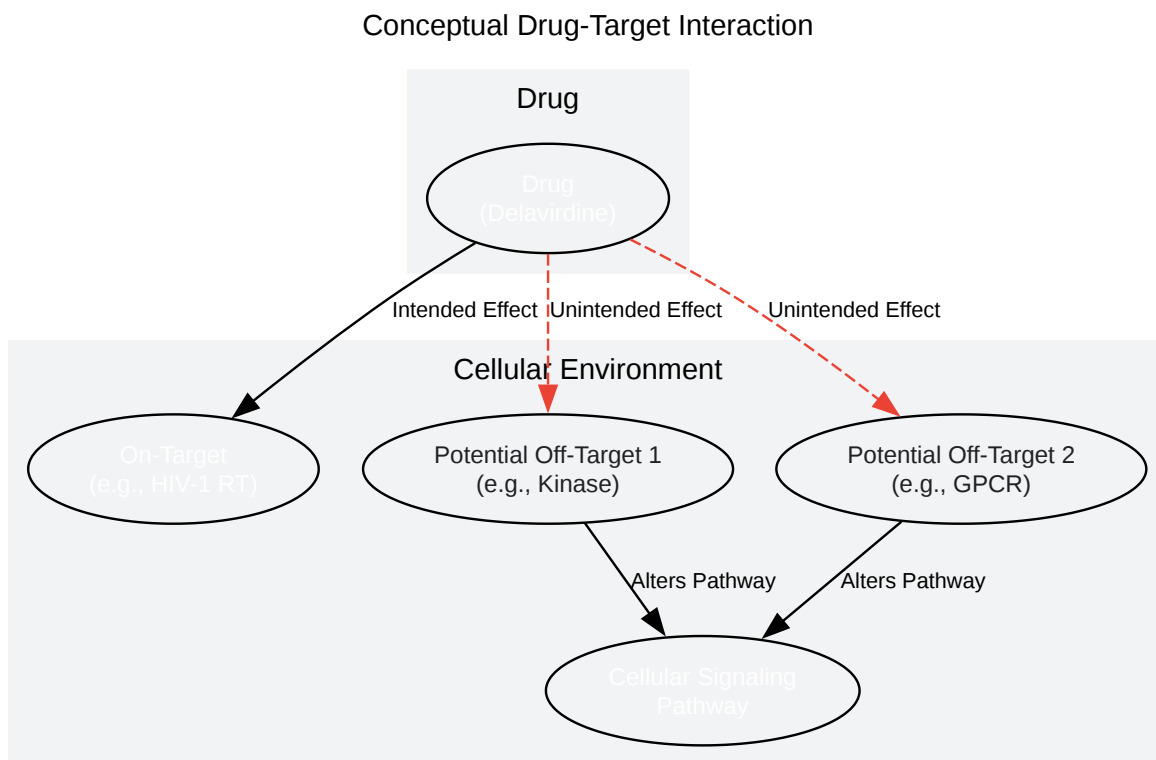 Conceptual Drug-Target Interaction
Drug
Drug
(Delavirdine)
Intended Effect
Unintended Effect
Unintended Effect
Cellular Environment
On-Target
(e.g., HIV-1 RT)
Potential Off-Target 1
(e.g., Kinase)
Potential Off-Target 2
(e.g., GPCR)
Alters Pathway
Alters Pathway
Cellular Signaling
Pathway